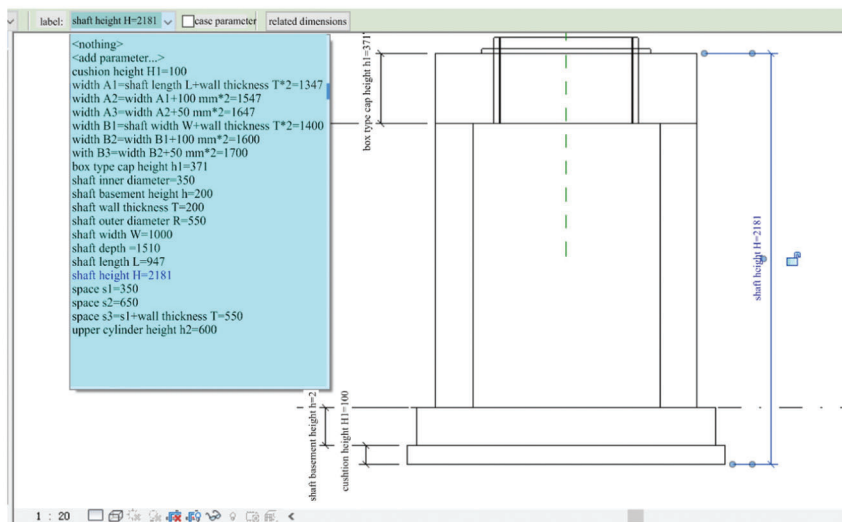 label: shaft height H=2181 case parameter related dimensions
<nothing>
<add parameter...>
cushion height H1=100
width A1=shaft length L+wall thickness T*2=1347
width A2=width A1+100 mm*2=1547
width A3=width A2+50 mm*2=1647
width B1=shaft width W+wall thickness T*2=1400
width B2=width B1+100 mm*2=1600
with B3=width B2+50 mm*2=1700
box type cap height h1=371
shaft inner diameter=350
shaft basement height h=200
shaft wall thickness T=200
shaft outer diameter R=550
shaft width W=1000
shaft depth =1510
shaft length L=947
shaft height H=2181
space s1=350
space s2=650
space s3=s1+wall thickness T=550
upper cylinder height h2=600
box type cap height h1=371
shaft height H=2181
shaft basement height h=2
cushtion height H1=100
1 : 20